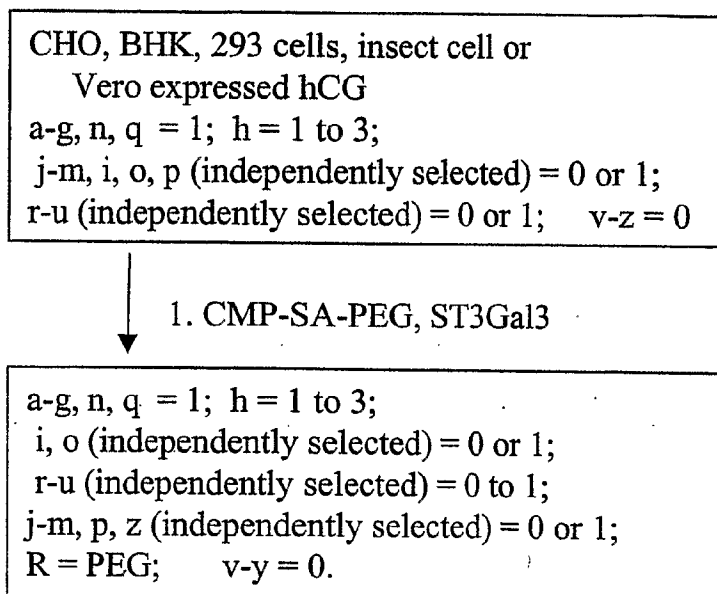 CHO, BHK, 293 cells, insect cell or
Vero expressed hCG
a-g, n, q = 1; h = 1 to 3;
j-m, i, o, p (independently selected) = 0 or 1;
r-u (independently selected) = 0 or 1; v-z = 0
1. CMP-SA-PEG, ST3Gal3
a-g, n, q = 1; h = 1 to 3;
i, o (independently selected) = 0 or 1;
r-u (independently selected) = 0 to 1;
j-m, p, z (independently selected) = 0 or 1;
R = PEG; v-y = 0.